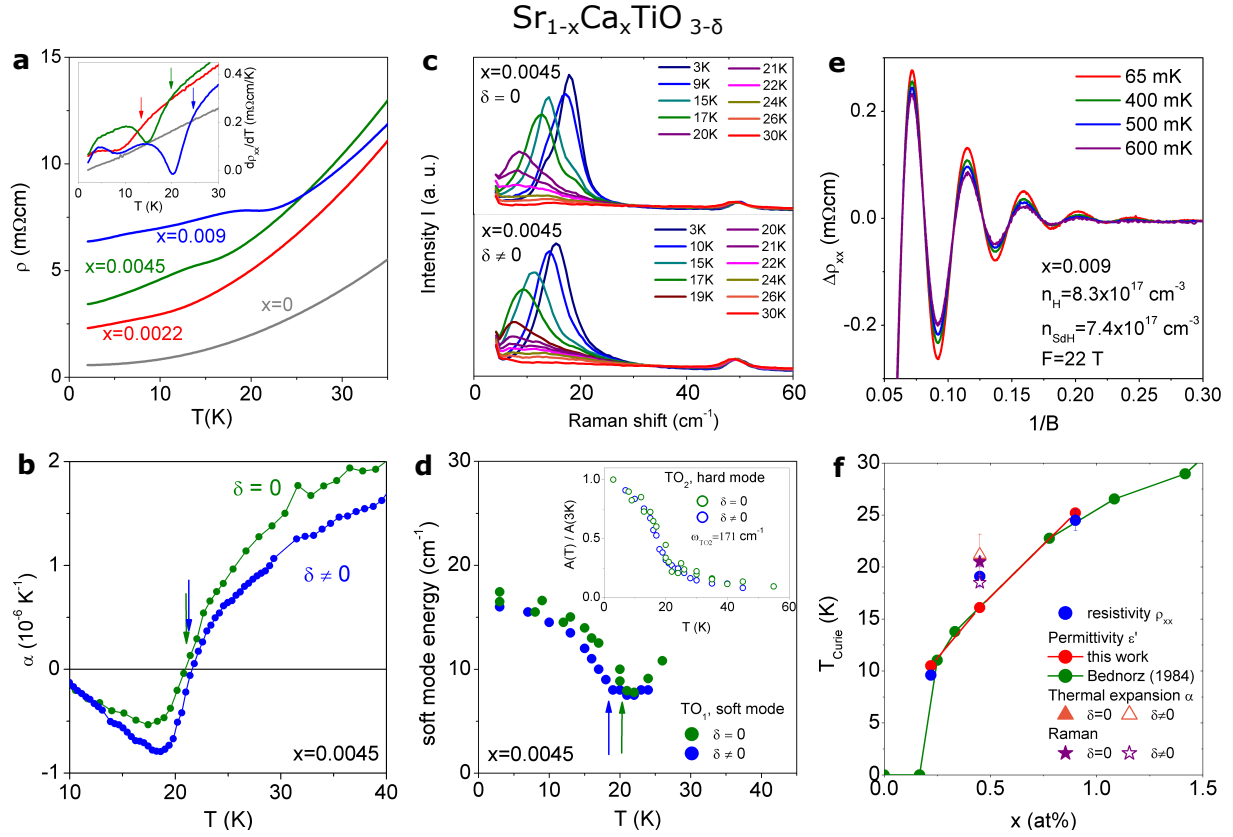 Sr1-xCaxTiO 3-δ
a
15
10
5
0
ρ (mΩcm)
0
10
20
30
T(K)
x=0.009
x=0.0045
x=0.0022
x=0
0.4
0.2
0.0
dρxx/dT (mΩcm/K)
0
10
20
30
T (K)
c
x=0.0045
δ = 0
3K
9K
15K
17K
20K
21K
22K
24K
26K
30K
x=0.0045
δ ≠ 0
3K
10K
15K
17K
19K
20K
21K
22K
24K
26K
30K
Intensity I (a. u.)
0
20
40
60
Raman shift (cm-1)
e
65 mK
400 mK
500 mK
600 mK
0.2
0.0
-0.2
Δρxx (mΩcm)
x=0.009
nH=8.3x10^17 cm^-3
nSdH=7.4x10^17 cm^-3
F=22 T
0.05
0.10
0.15
0.20
0.25
0.30
1/B
b
2
1
0
-1
α (10^-6 K^-1)
δ = 0
δ ≠ 0
x=0.0045
10
20
30
40
T (K)
d
30
25
20
15
10
5
0
soft mode energy (cm^-1)
1.0
0.5
0.0
A(T) / A(3K)
TO2, hard mode
δ = 0
δ ≠ 0
ωTO2=171 cm^-1
0
20
40
60
T (K)
TO1, soft mode
δ = 0
δ ≠ 0
x=0.0045
0
10
20
30
40
T (K)
f
30
25
20
15
10
5
0
TCurie (K)
resistivity ρxx
Permittivity ε'
this work
Bednorz (1984)
Thermal expansion α
δ=0
δ≠0
Raman
δ=0
δ≠0
0.0
0.5
1.0
1.5
x (at%)